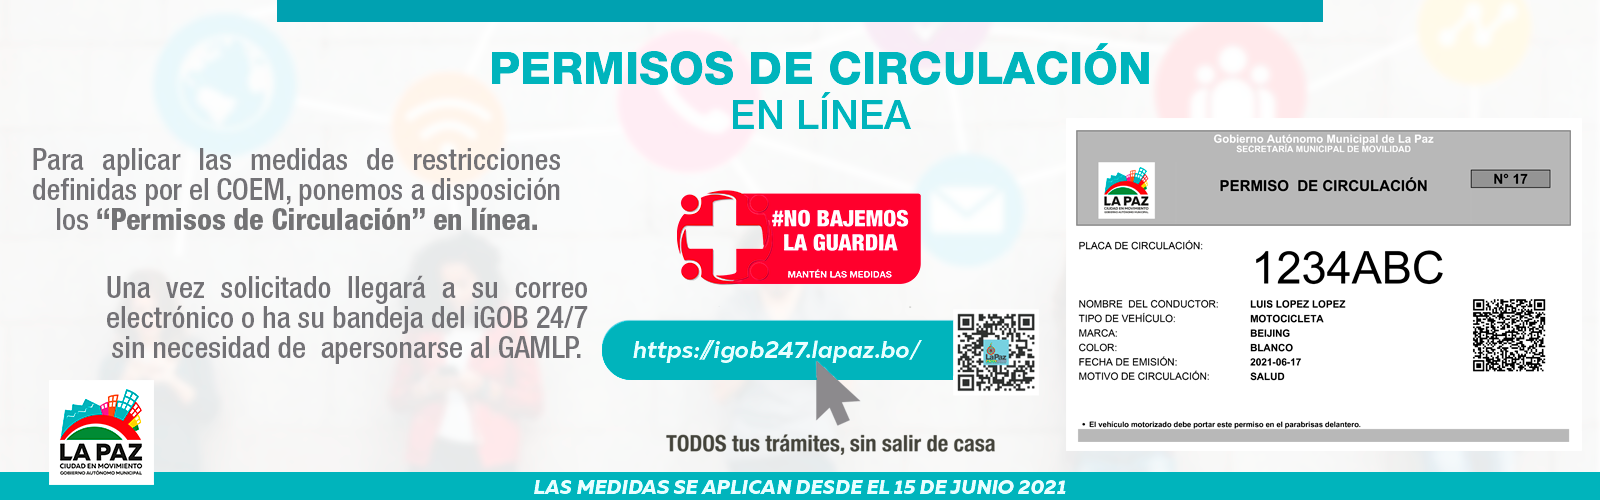 PERMISOS DE CIRCULACIÓN
EN LÍNEA
Para aplicar las medidas de restricciones
definidas por el COEM, ponemos a disposición
los “Permisos de Circulación” en línea.
Una vez solicitado llegará a su correo
electrónico o ha su bandeja del iGOB 24/7
sin necesidad de apersonarse al GAMLP.
LA PAZ
CIUDAD EN MOVIMIENTO
GOBIERNO AUTÓNOMO MUNICIPAL
#NO BAJEMOS
LA GUARDIA
MANTÉN LAS MEDIDAS
https://igob247.lapaz.bo/
LaPaz
TODOS tus trámites, sin salir de casa
Gobierno Autónomo Municipal de La Paz
SECRETARÍA MUNICIPAL DE MOVILIDAD
LA PAZ
CIUDAD EN MOVIMIENTO
GOBIERNO AUTÓNOMO MUNICIPAL
PERMISO DE CIRCULACIÓN
N° 17
PLACA DE CIRCULACIÓN:
1234ABC
NOMBRE DEL CONDUCTOR: LUIS LOPEZ LOPEZ
TIPO DE VEHÍCULO: MOTOCICLETA
MARCA: BEIJING
COLOR: BLANCO
FECHA DE EMISIÓN: 2021-06-17
MOTIVO DE CIRCULACIÓN: SALUD
• El vehículo motorizado debe portar este permiso en el parabrisas delantero.
LAS MEDIDAS SE APLICAN DESDE EL 15 DE JUNIO 2021